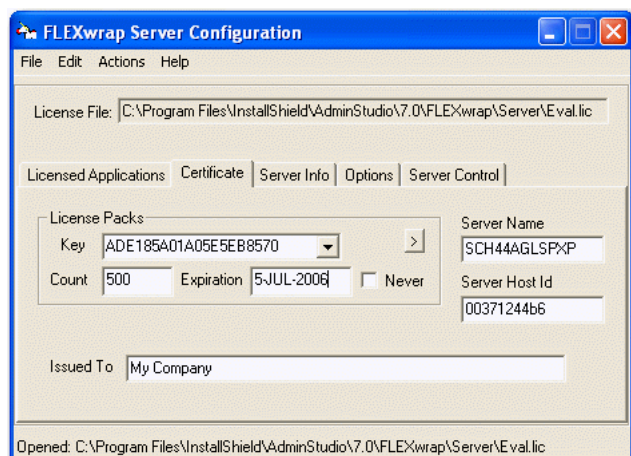 FLEXwrap Server Configuration
File Edit Actions Help
License File: C:\Program Files\InstallShield\AdminStudio\7.0\FLEXwrap\Server\Eval.lic
Licensed Applications Certificate Server Info Options Server Control
License Packs
Key ADE185A01A05E5EB8570 >
Count 500 Expiration 5-JUL-2006 Never
Server Name
SCH44AGLSPXP
Server Host Id
00371244b6
Issued To My Company
Opened: C:\Program Files\InstallShield\AdminStudio\7.0\FLEXwrap\Server\Eval.lic